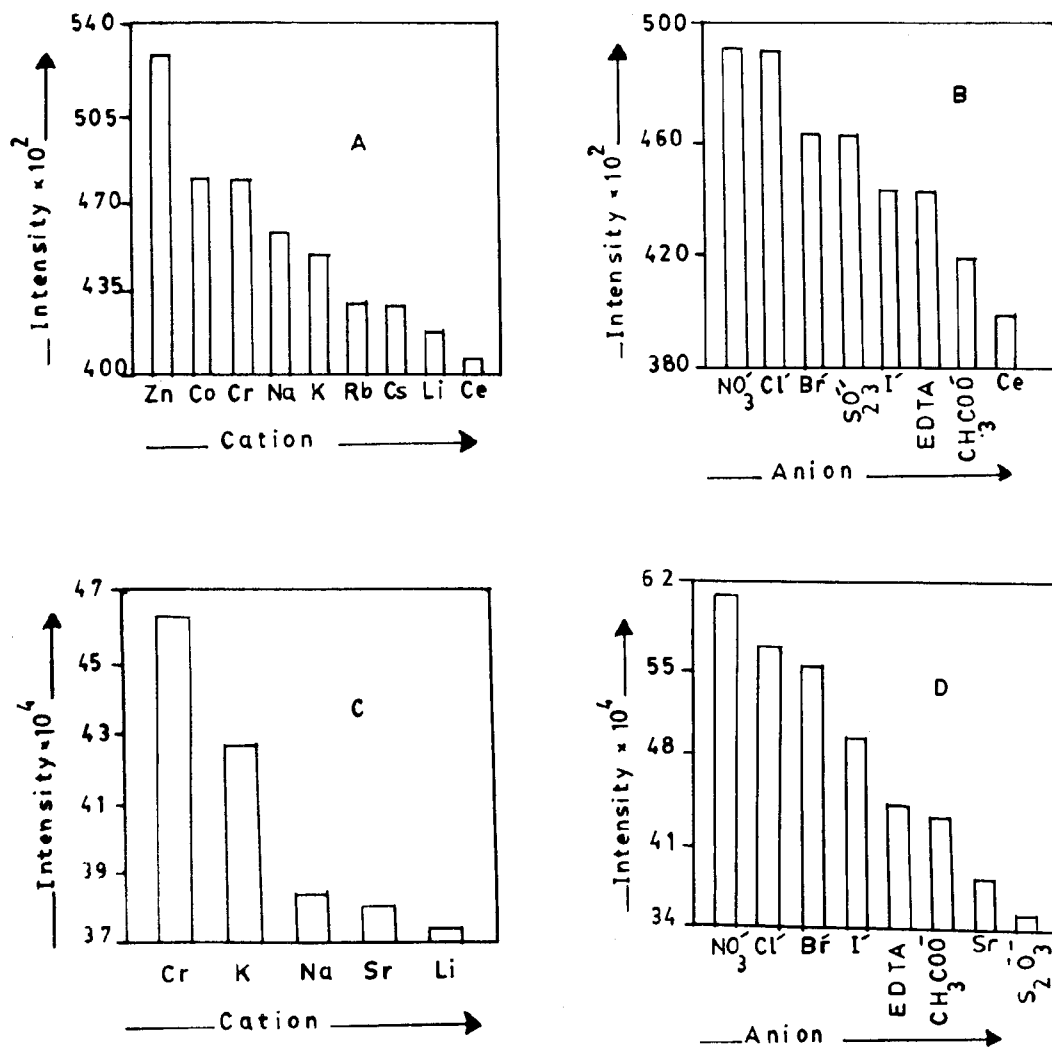 540
505
470
435
400
Intensity × 10²
A
Zn Co Cr Na K Rb Cs Li Ce
Cation
500
460
420
380
Intensity × 10²
B
NO₃⁻ Cl⁻ Br⁻ S₂O₃⁻⁻ I⁻ EDTA CH₃COO⁻ Ce
Anion
47
45
43
41
39
37
Intensity × 10⁴
C
Cr K Na Sr Li
Cation
62
55
48
41
34
Intensity × 10⁴
D
NO₃⁻ Cl⁻ Br⁻ I⁻ EDTA CH₃COO⁻ Sr S₂O₃⁻⁻
Anion